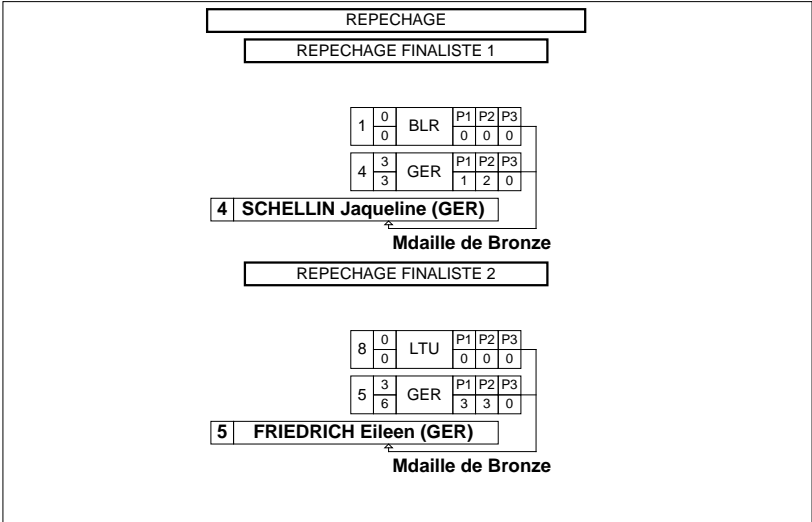 REPECHAGE
REPECHAGE FINALISTE 1
1 0 BLR P1 P2 P3
0 0 0 0
4 3 GER P1 P2 P3
3 1 2 0
4 SCHELLIN Jaqueline (GER)
Mdaille de Bronze
REPECHAGE FINALISTE 2
8 0 LTU P1 P2 P3
0 0 0 0
5 3 GER P1 P2 P3
6 3 3 0
5 FRIEDRICH Eileen (GER)
Mdaille de Bronze